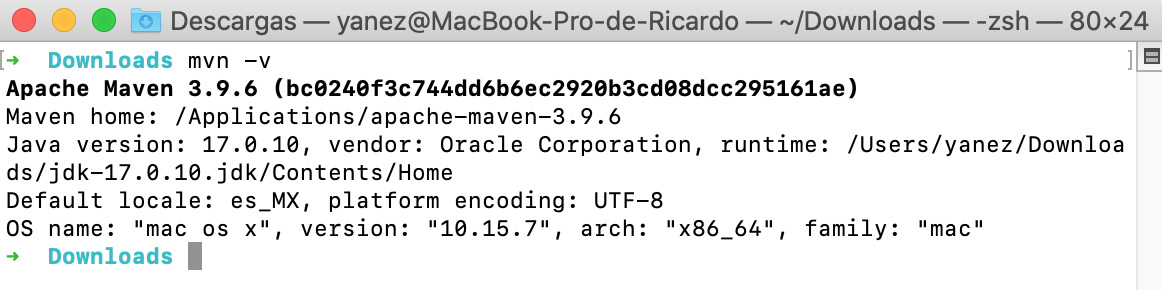 Descargas — yanez@MacBook-Pro-de-Ricardo — ~/Downloads — -zsh — 80×24
[➜  Downloads mvn -v ]
Apache Maven 3.9.6 (bc0240f3c744dd6b6ec2920b3cd08dcc295161ae)
Maven home: /Applications/apache-maven-3.9.6
Java version: 17.0.10, vendor: Oracle Corporation, runtime: /Users/yanez/Downloa
ds/jdk-17.0.10.jdk/Contents/Home
Default locale: es_MX, platform encoding: UTF-8
OS name: "mac os x", version: "10.15.7", arch: "x86_64", family: "mac"
➜  Downloads